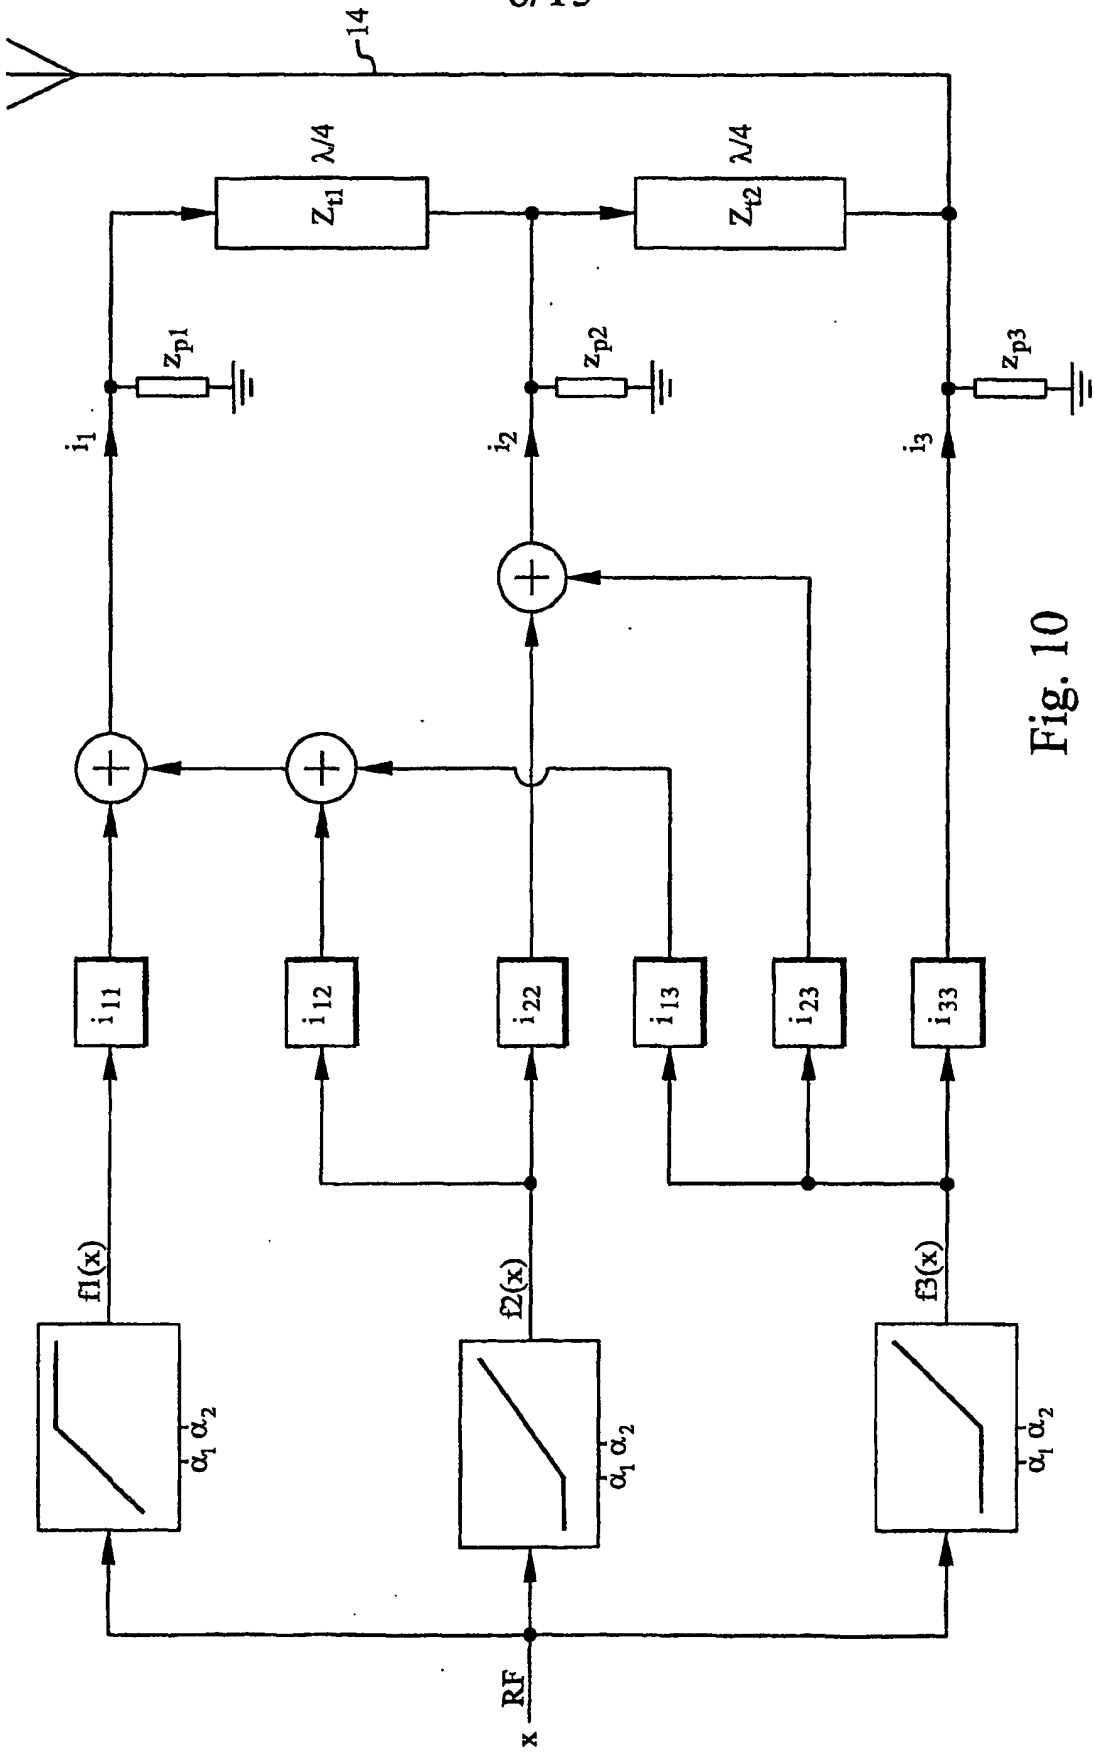 14
λ/4
Z_t1
λ/4
Z_t2
z_p1
z_p2
z_p3
i_1
i_2
i_3
+
+
+
i_11
i_12
i_22
i_13
i_23
i_33
f1(x)
f2(x)
f3(x)
α_1 α_2
α_1 α_2
α_1 α_2
x RF
Fig. 10